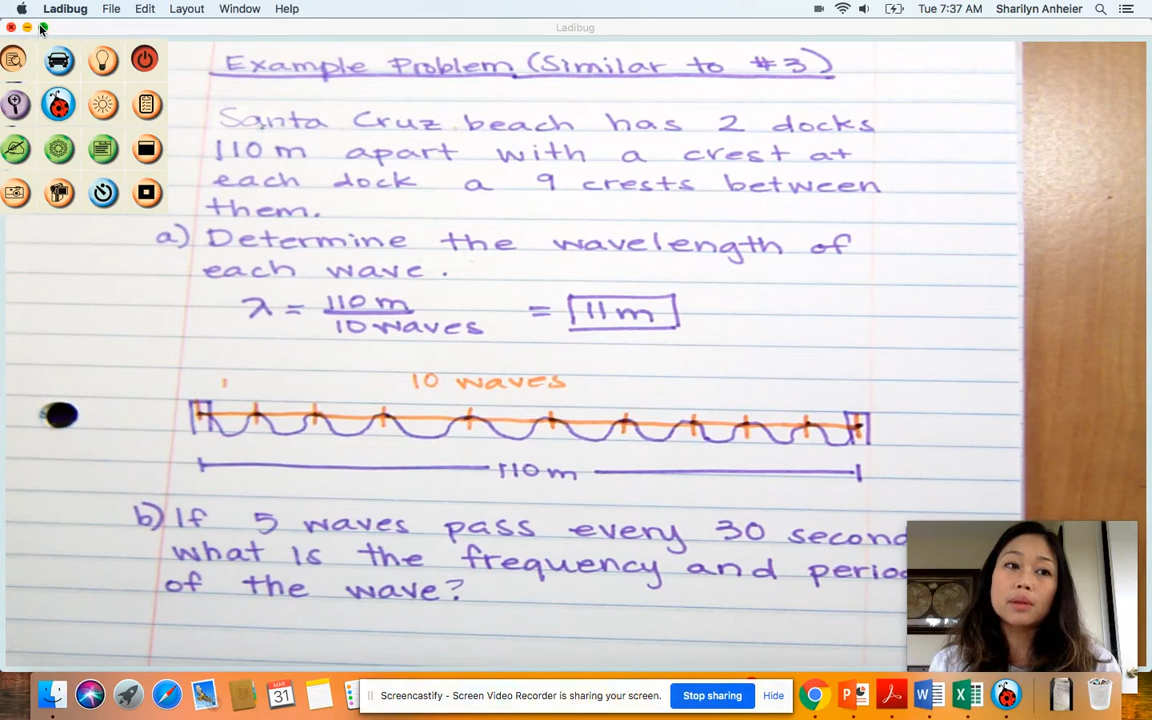 Ladibug File Edit Layout Window Help Tue 7:37 AM Sharilyn Anheier
Ladibug
Example Problem (Similar to #3)
Santa Cruz beach has 2 docks
110 m apart with a crest at
each dock a 9 crests between
them.
a) Determine the wavelength of
each wave.
λ = 110 m / 10 waves = 11 m
10 waves
110 m
b) If 5 waves pass every 30 second
what is the frequency and perio
of the wave?
MAR
31
Screencastify - Screen Video Recorder is sharing your screen. Stop sharing Hide
P W X